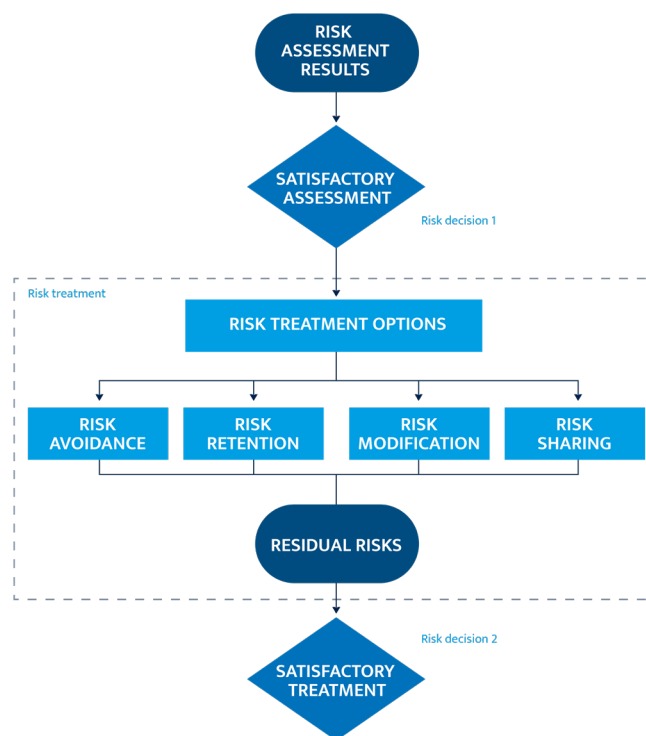 RISK
ASSESSMENT
RESULTS
SATISFACTORY
ASSESSMENT
Risk decision 1
Risk treatment
RISK TREATMENT OPTIONS
RISK
AVOIDANCE
RISK
RETENTION
RISK
MODIFICATION
RISK
SHARING
RESIDUAL RISKS
Risk decision 2
SATISFACTORY
TREATMENT